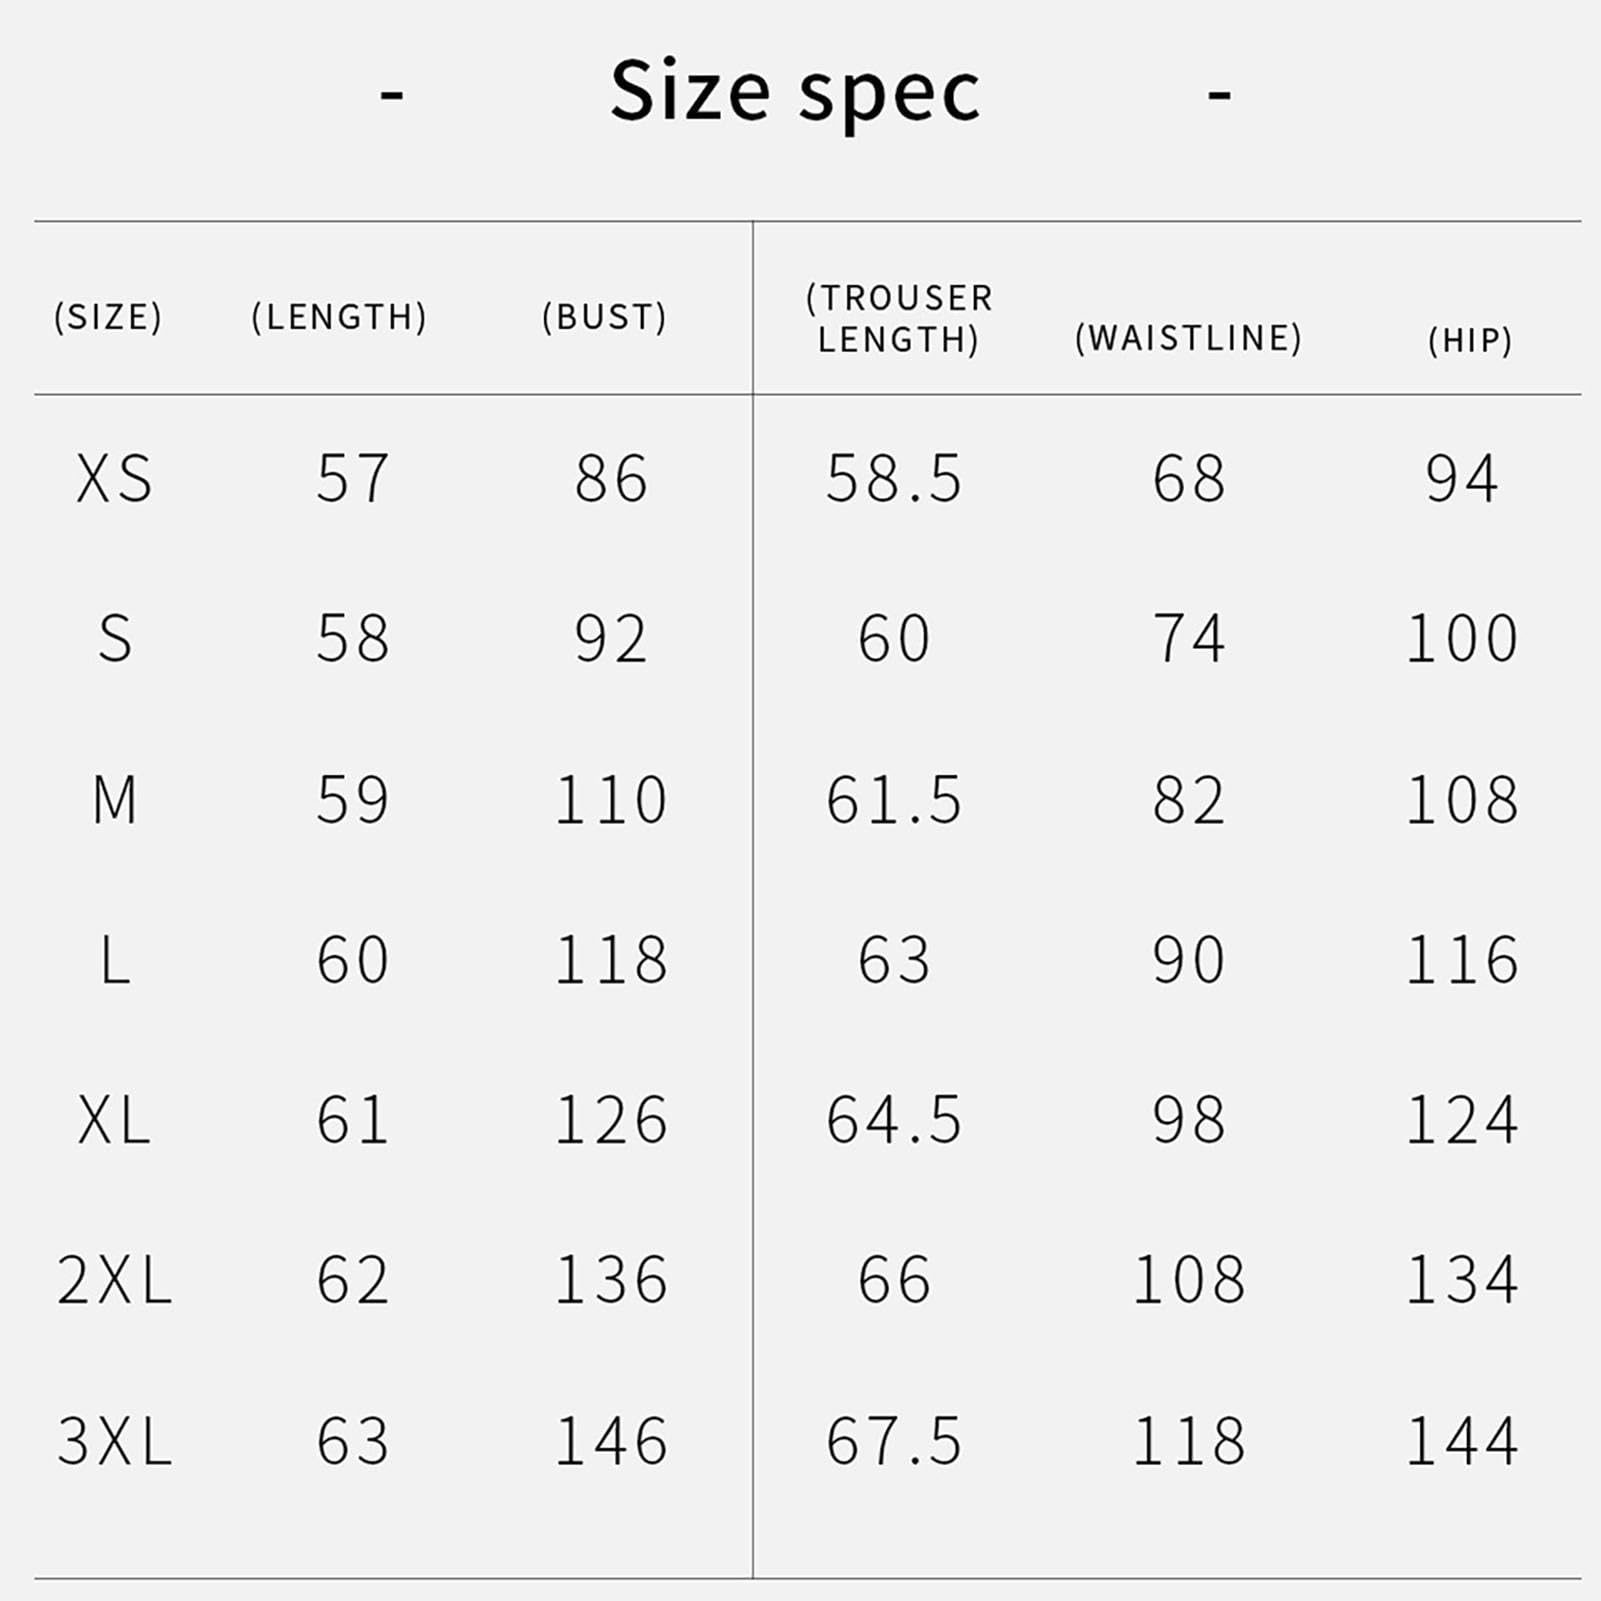 - Size spec -
(SIZE) (LENGTH) (BUST) (TROUSER LENGTH) (WAISTLINE) (HIP)
XS 57 86 58.5 68 94
S 58 92 60 74 100
M 59 110 61.5 82 108
L 60 118 63 90 116
XL 61 126 64.5 98 124
2XL 62 136 66 108 134
3XL 63 146 67.5 118 144